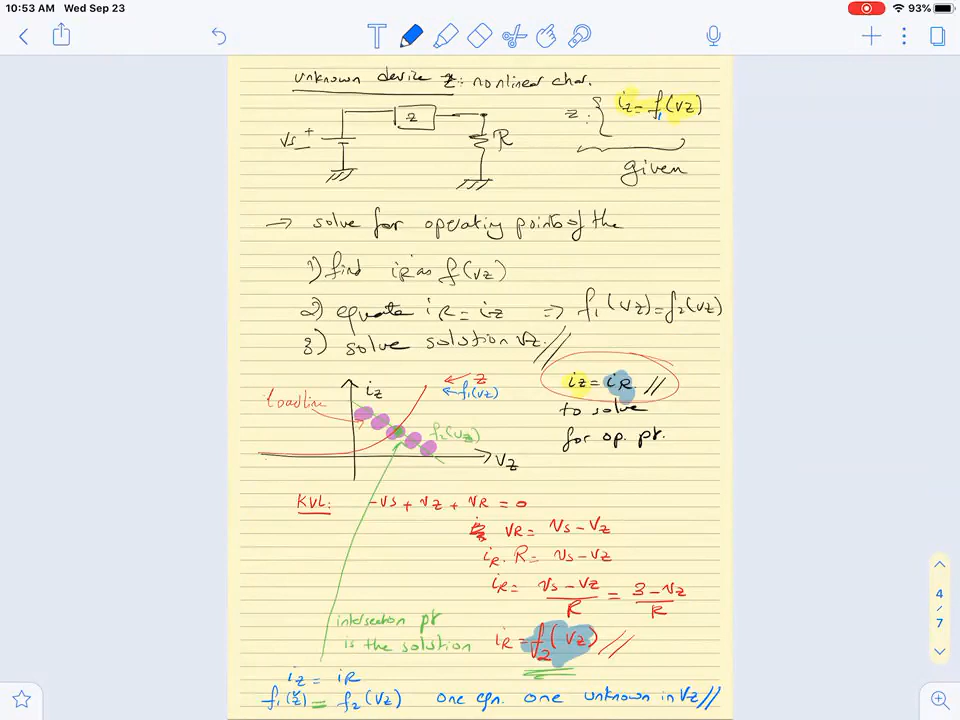 10:53 AM Wed Sep 23
93%
unknown device z: nonlinear char.
z : { iz = f1(vz)
given
Vs + −
z
R
→ solve for operating points of the
1) find iR as f(vz)
2) equate iR = iz ⇒ f1(vz) = f2(vz)
3) solve solution vz //
iz
z
loadline
f1(vz)
f2(vz)
vz
iz = iR //
to solve
for op. pt.
KVL: -vs + vz + vR = 0
vR = vs - vz
iR . R = vs - vz
iR = vs - vz / R = 3 - vz / R
intersection pt
is the solution
iR = f2(vz) //
iz = iR
f1(vz) = f2(vz) one eqn. one unknown in vz //
4
/
7